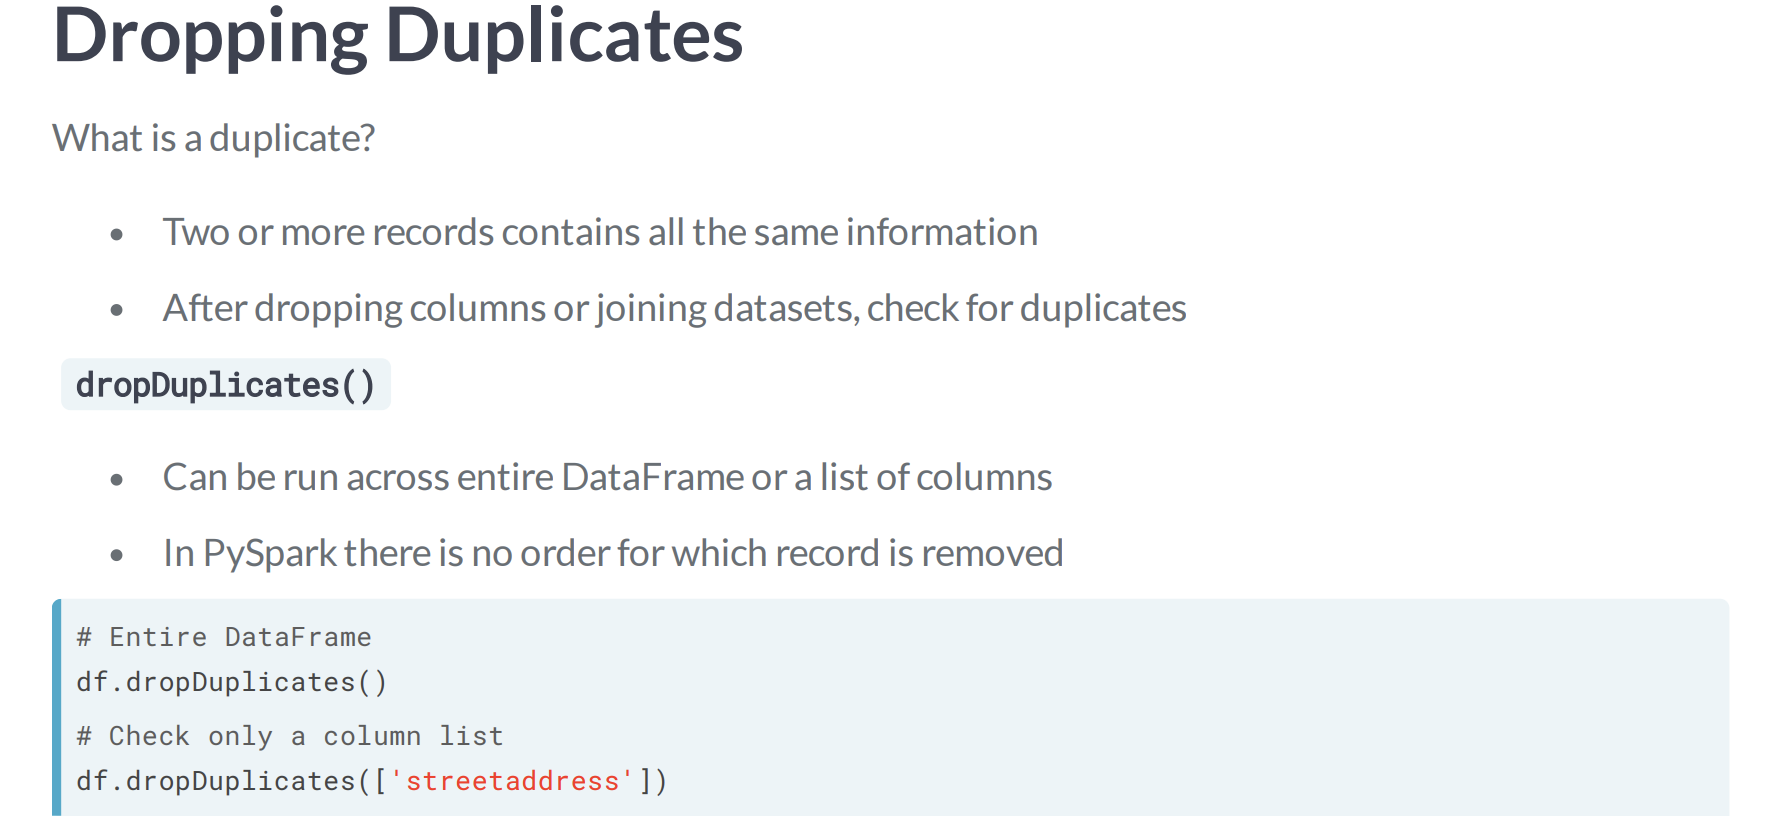 Dropping Duplicates
What is a duplicate?
• Two or more records contains all the same information
• After dropping columns or joining datasets, check for duplicates
dropDuplicates()
• Can be run across entire DataFrame or a list of columns
• In PySpark there is no order for which record is removed
# Entire DataFrame
df.dropDuplicates()
# Check only a column list
df.dropDuplicates(['streetaddress'])